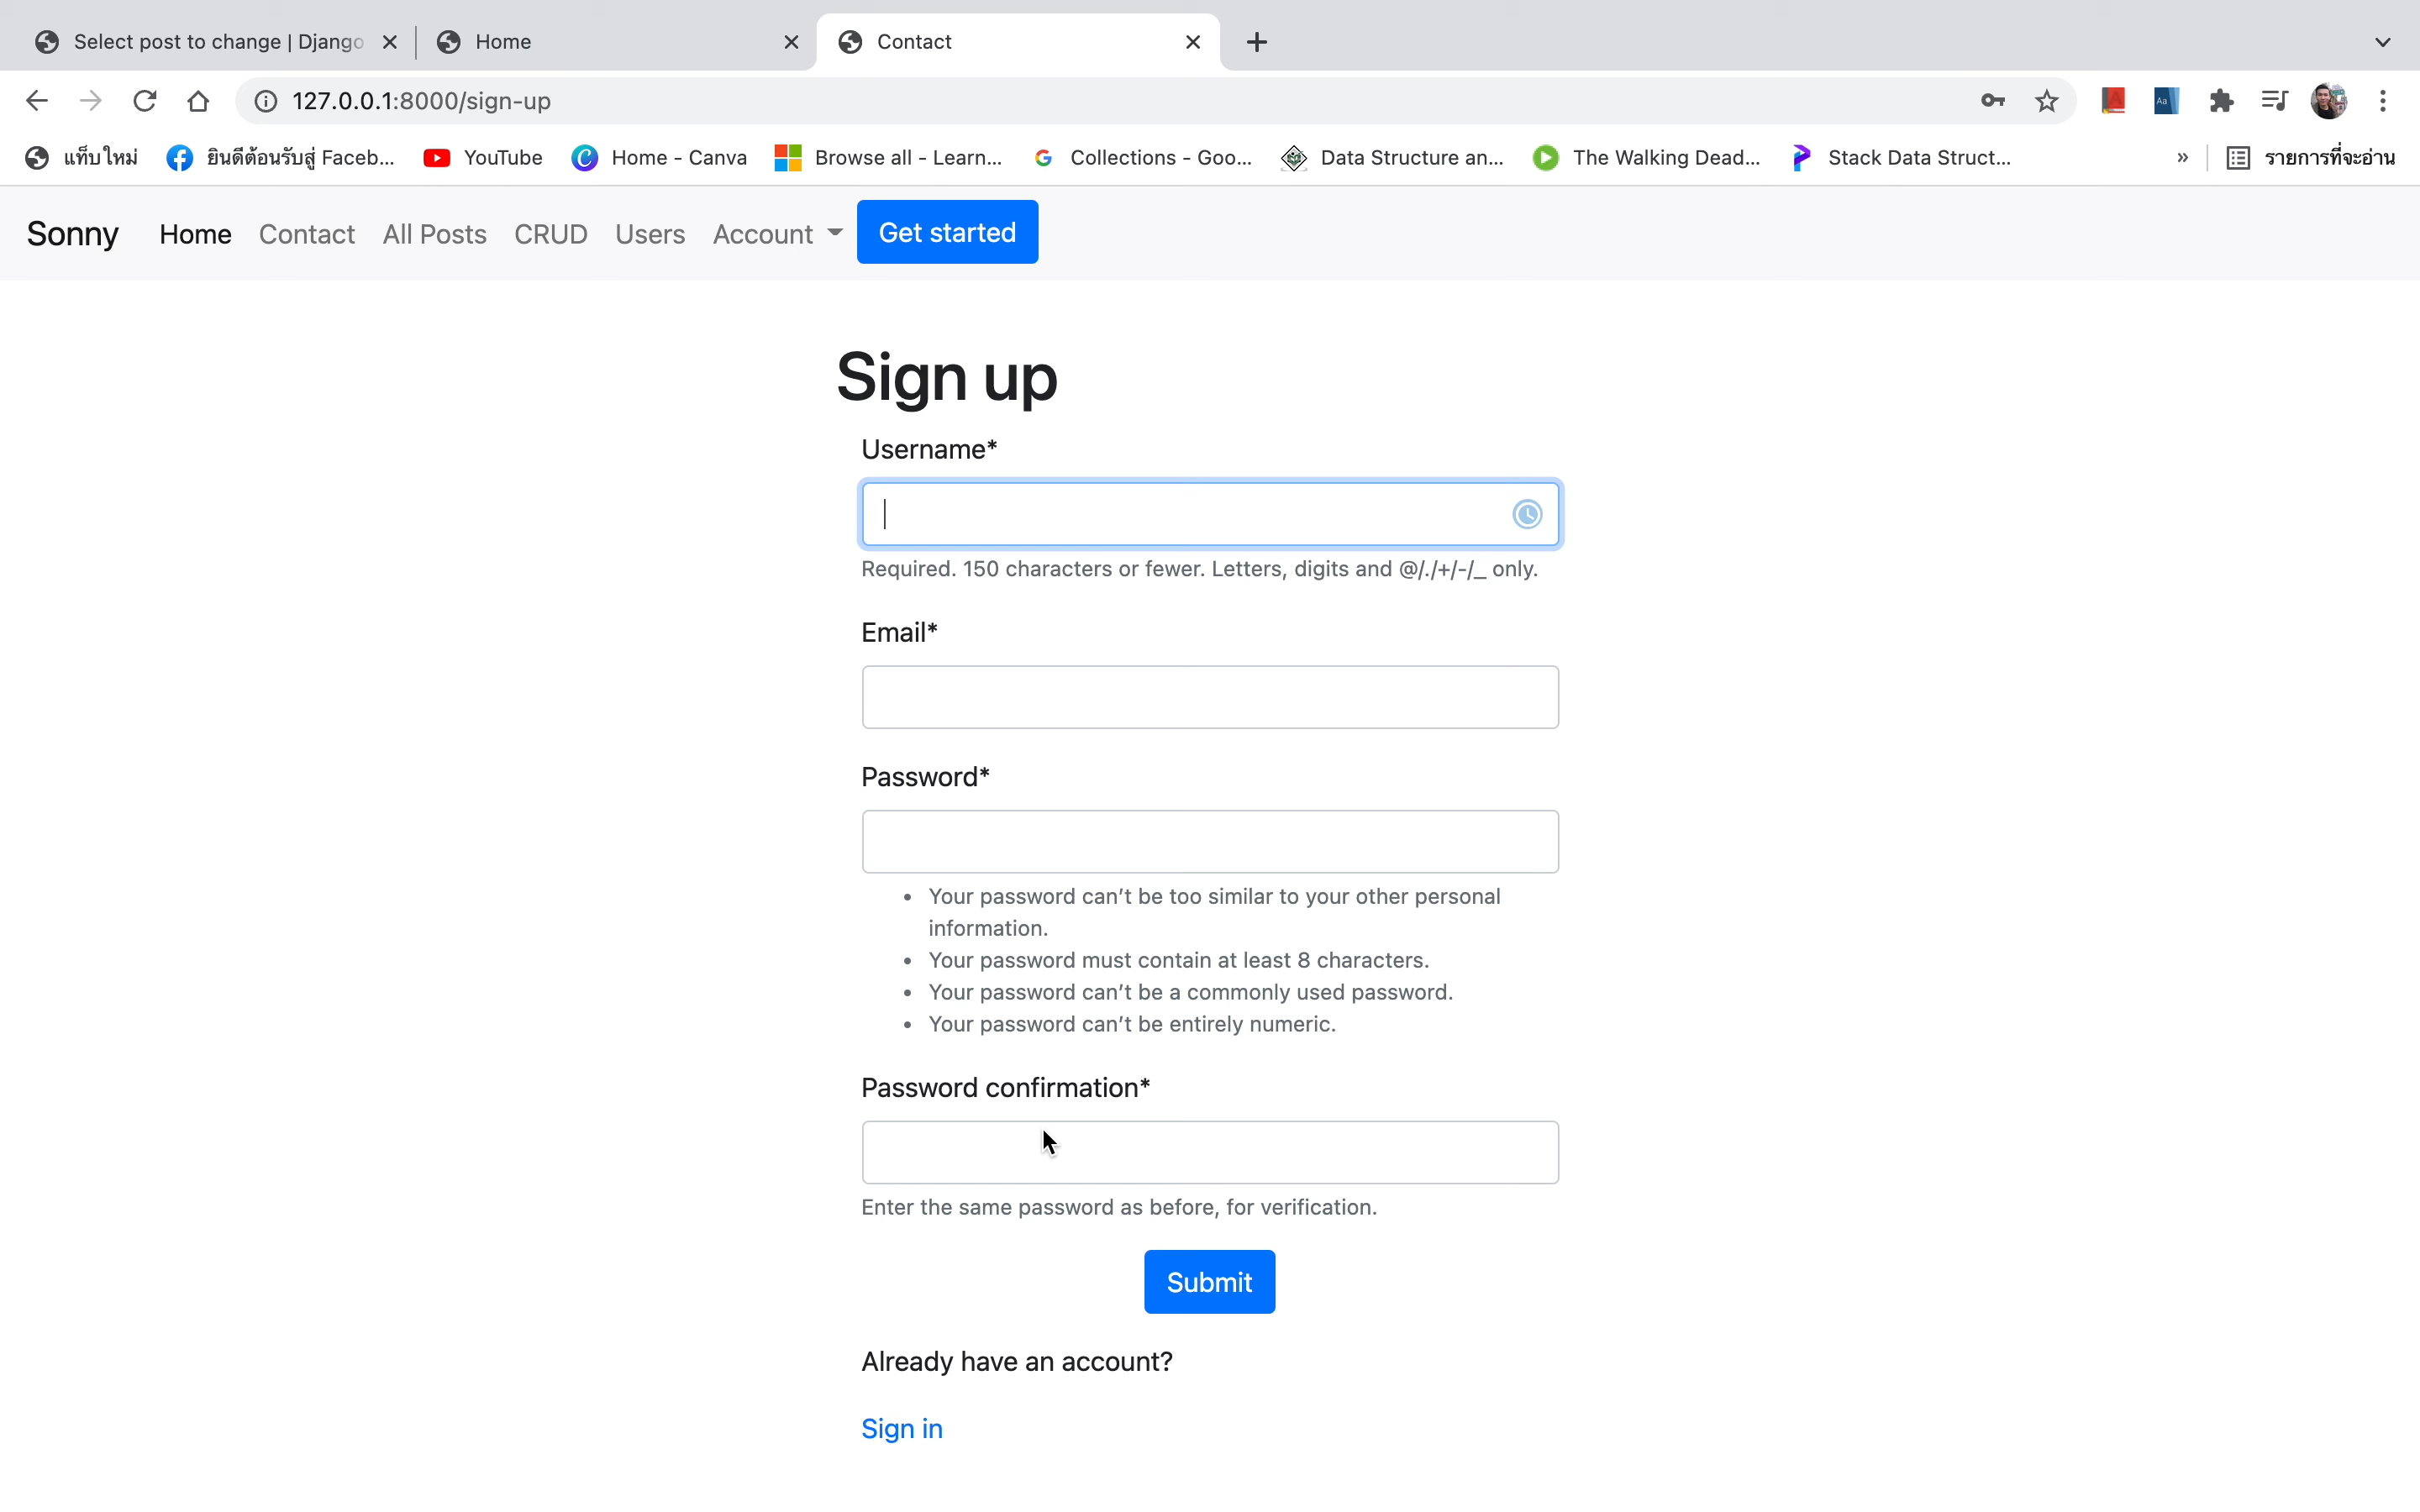 Select post to change | Django
Home
Contact
127.0.0.1:8000/sign-up
แท็บใหม่
ยินดีต้อนรับสู่ Faceb...
YouTube
Home - Canva
Browse all - Learn...
Collections - Goo...
Data Structure an...
The Walking Dead...
Stack Data Struct...
»
รายการที่จะอ่าน
Sonny Home Contact All Posts CRUD Users Account Get started
Sign up
Username*
Required. 150 characters or fewer. Letters, digits and @/./+/-/_ only.
Email*
Password*
• Your password can’t be too similar to your other personal
information.
• Your password must contain at least 8 characters.
• Your password can’t be a commonly used password.
• Your password can’t be entirely numeric.
Password confirmation*
Enter the same password as before, for verification.
Submit
Already have an account?
Sign in